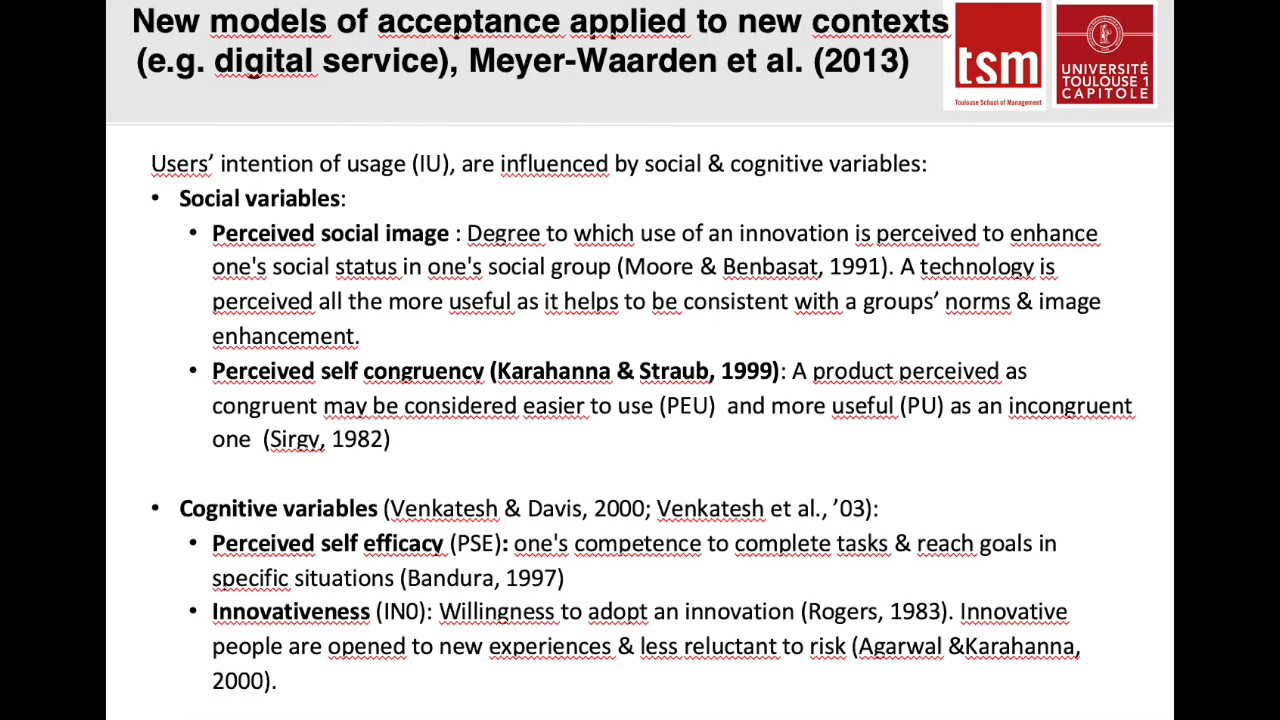 New models of acceptance applied to new contexts
(e.g. digital service), Meyer-Waarden et al. (2013)
tsm
Toulouse School of Management
UNIVERSITÉ
TOULOUSE 1
CAPITOLE
Users’ intention of usage (IU), are influenced by social & cognitive variables:
• Social variables:
• Perceived social image : Degree to which use of an innovation is perceived to enhance
one's social status in one's social group (Moore & Benbasat, 1991). A technology is
perceived all the more useful as it helps to be consistent with a groups’ norms & image
enhancement.
• Perceived self congruency (Karahanna & Straub, 1999): A product perceived as
congruent may be considered easier to use (PEU) and more useful (PU) as an incongruent
one (Sirgy, 1982)
• Cognitive variables (Venkatesh & Davis, 2000; Venkatesh et al., ’03):
• Perceived self efficacy (PSE): one's competence to complete tasks & reach goals in
specific situations (Bandura, 1997)
• Innovativeness (IN0): Willingness to adopt an innovation (Rogers, 1983). Innovative
people are opened to new experiences & less reluctant to risk (Agarwal &Karahanna,
2000).